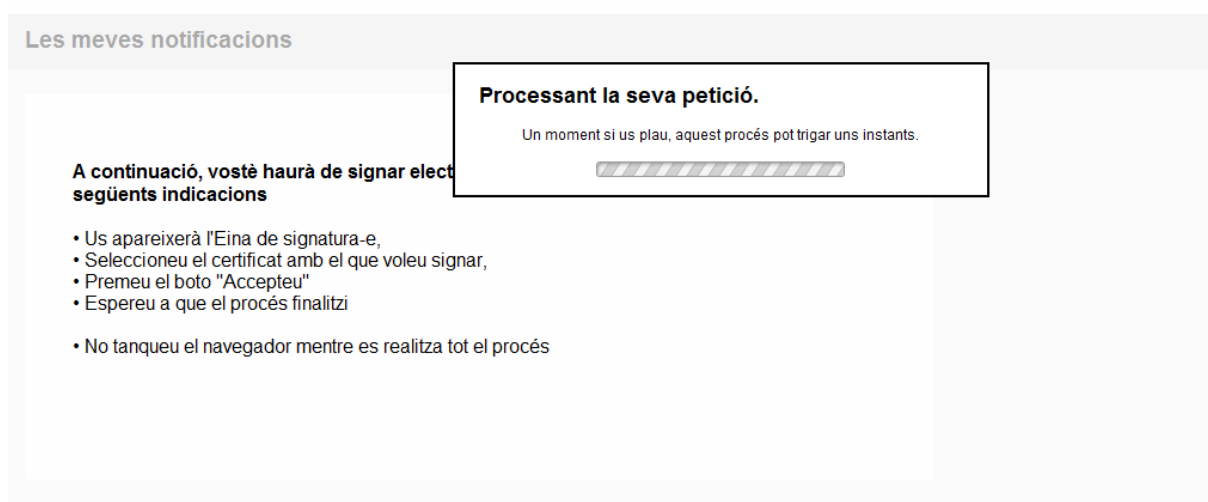 Les meves notificacions
Processant la seva petició.
Un moment si us plau, aquest procés pot trigar uns instants.
A continuació, vostè haurà de signar elect
següents indicacions
• Us apareixerà l'Eina de signatura-e,
• Seleccioneu el certificat amb el que voleu signar,
• Premeu el boto "Accepteu"
• Espereu a que el procés finalitzi
• No tanqueu el navegador mentre es realitza tot el procés